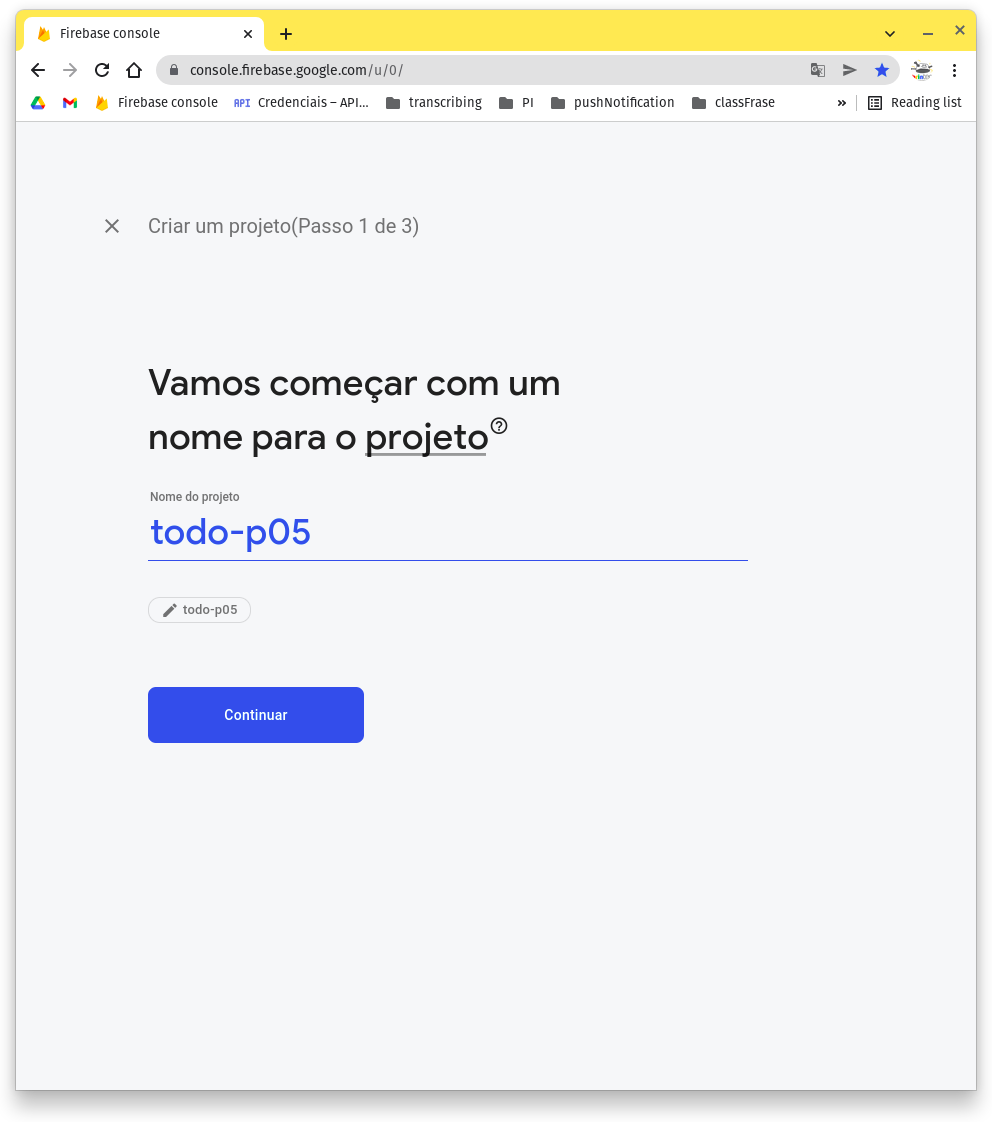 Firebase console
console.firebase.google.com/u/0/
Firebase console API Credenciais – API... transcribing PI pushNotification classFrase » Reading list
Criar um projeto(Passo 1 de 3)
Vamos começar com um
nome para o projeto
Nome do projeto
todo-p05
todo-p05
Continuar